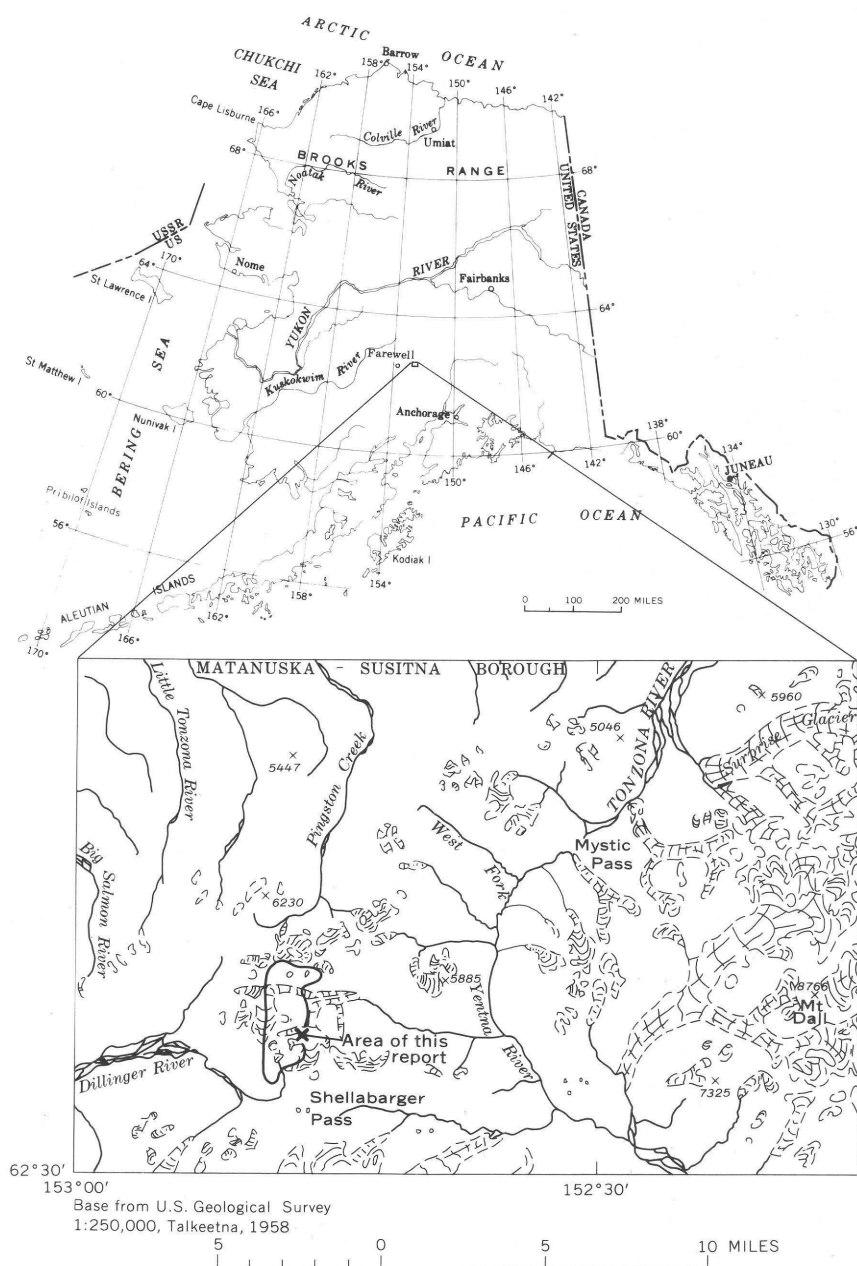 ARCTIC OCEAN
Barrow
CHUKCHI
SEA
162°
158°
154°
150°
146°
142°
166°
Cape Lisburne
68°
Colville River
Umiat
BROOKS RANGE
68°
Noatak River
CANADA
UNITED STATES
USSR
US
170°
64°
Nome
St Lawrence I
YUKON RIVER
Fairbanks
64°
SEA
St Matthew I
Kuskokwim River
Farewell
60°
Nunivak I
Anchorage
BERING
138°
60°
134°
JUNEAU
150°
146°
142°
Pribilof Islands
56°
PACIFIC OCEAN
130°
56°
Kodiak I
154°
158°
162°
ALEUTIAN ISLANDS
166°
170°
0 100 200 MILES
MATANUSKA - SUSITNA BOROUGH
Little Tonzona River
5447
Pingston Creek
5046
TONZONA RIVER
5960
Surprise Glacier
Big Salmon River
West Fork
Mystic
Pass
6230
5885
Yentna River
8766
Mt
Dall
Area of this
report
Dillinger River
7325
Shellabarger
Pass
62°30'
153°00'
152°30'
Base from U.S. Geological Survey
1:250,000, Talkeetna, 1958
5 0 5 10 MILES